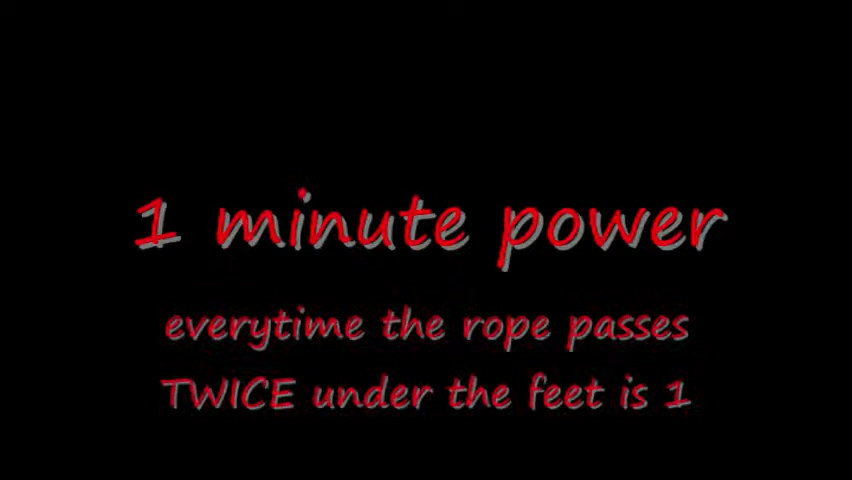 1 minute power
everytime the rope passes
TWICE under the feet is 1